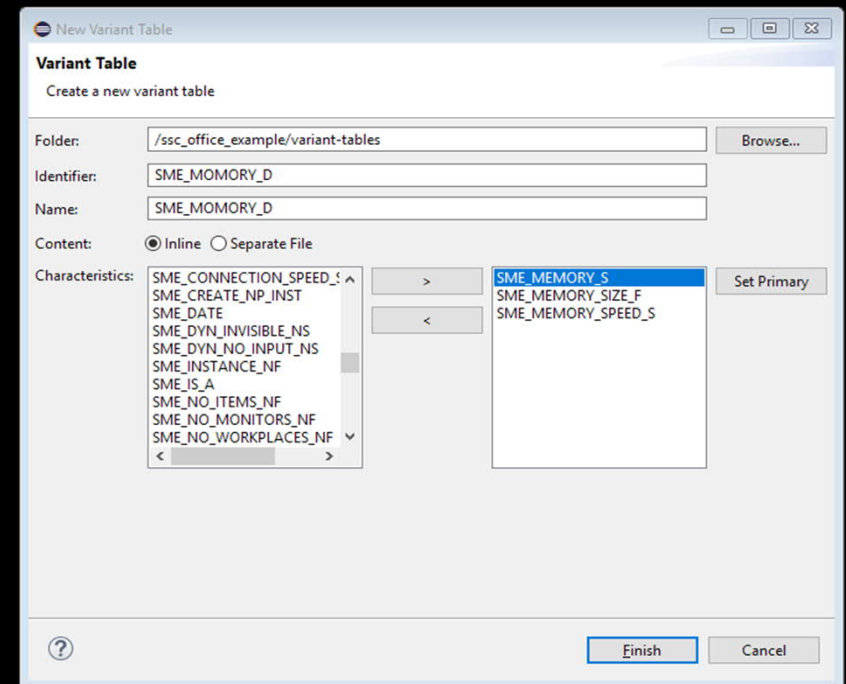 New Variant Table
Variant Table
Create a new variant table
Folder: /ssc_office_example/variant-tables Browse...
Identifier: SME_MOMORY_D
Name: SME_MOMORY_D
Content: Inline Separate File
Characteristics:
SME_CONNECTION_SPEED_S
SME_CREATE_NP_INST
SME_DATE
SME_DYN_INVISIBLE_NS
SME_DYN_NO_INPUT_NS
SME_INSTANCE_NF
SME_IS_A
SME_NO_ITEMS_NF
SME_NO_MONITORS_NF
SME_NO_WORKPLACES_NF
>
<
SME_MEMORY_S
SME_MEMORY_SIZE_F
SME_MEMORY_SPEED_S
Set Primary
?
Finish Cancel